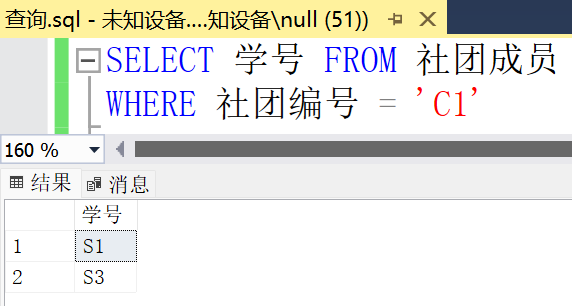 查询.sql - 未知设备....知设备\null (51))
SELECT 学号 FROM 社团成员
WHERE 社团编号 = 'C1'
160 %
结果 消息
学号
1 S1
2 S3